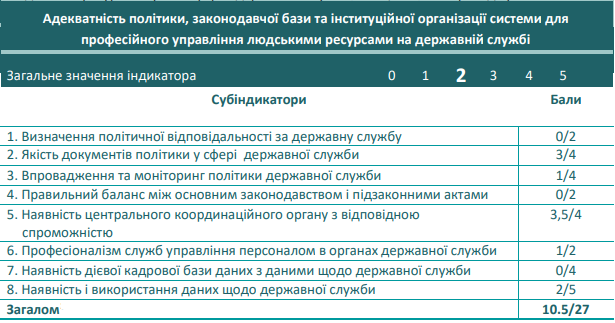 Адекватність політики, законодавчої бази та інституційної організації системи для
професійного управління людськими ресурсами на державній службі
Загальне значення індикатора 0 1 2 3 4 5
Субіндикатори Бали
1. Визначення політичної відповідальності за державну службу 0/2
2. Якість документів політики у сфері державної служби 3/4
3. Впровадження та моніторинг політики державної служби 1/4
4. Правильний баланс між основним законодавством і підзаконними актами 0/2
5. Наявність центрального координаційного органу з відповідною
спроможністю 3,5/4
6. Професіоналізм служб управління персоналом в органах державної служби 1/2
7. Наявність дієвої кадрової бази даних з даними щодо державної служби 0/4
8. Наявність і використання даних щодо державної служби 2/5
Загалом 10.5/27